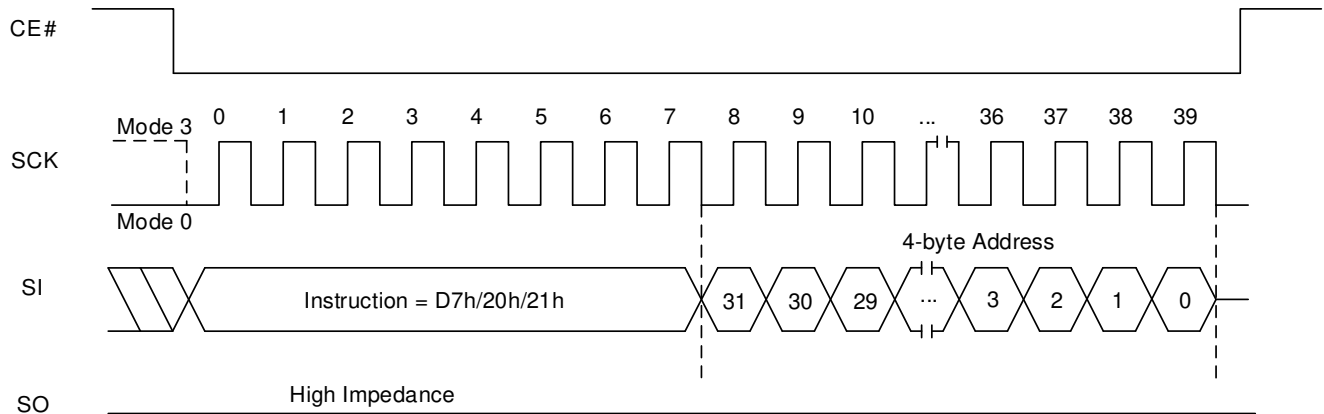 CE#
0 1 2 3 4 5 6 7 8 9 10 ... 36 37 38 39
Mode 3
SCK
Mode 0
4-byte Address
SI
Instruction = D7h/20h/21h 31 30 29 ... 3 2 1 0
High Impedance
SO